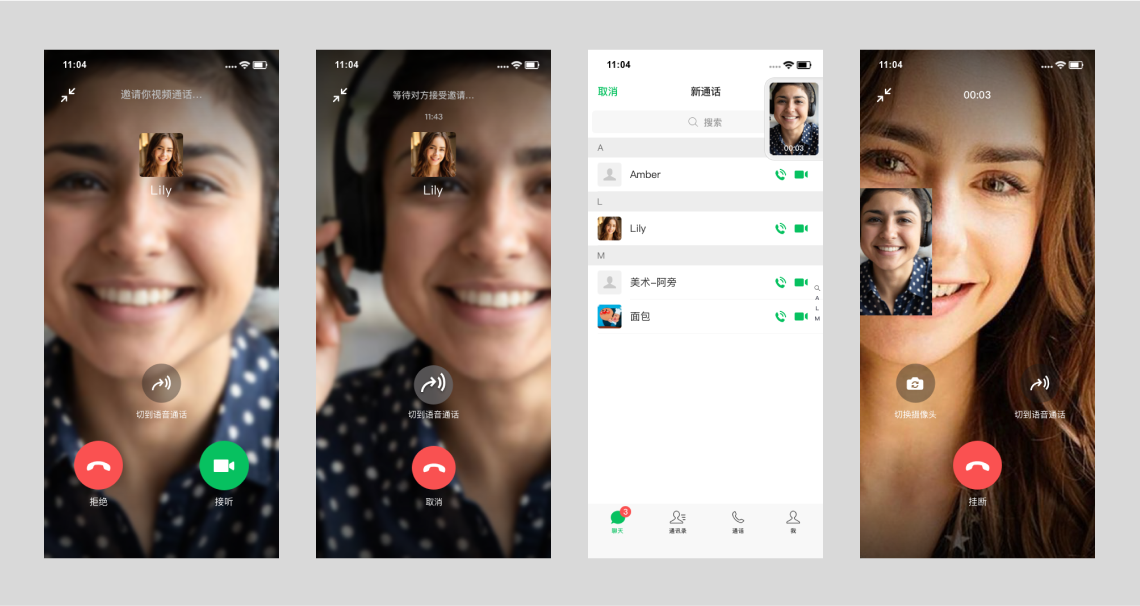 11:04
邀请你视频通话...
Lily
切到语音通话
拒绝
接听
11:04
等待对方接受邀请...
11:43
Lily
切到语音通话
取消
11:04
取消
新通话
搜索
00:03
A
Amber
L
Lily
M
美术-阿旁
面包
A
L
M
3
聊天
通讯录
通话
我
11:04
00:03
切换摄像头
切到语音通话
挂断